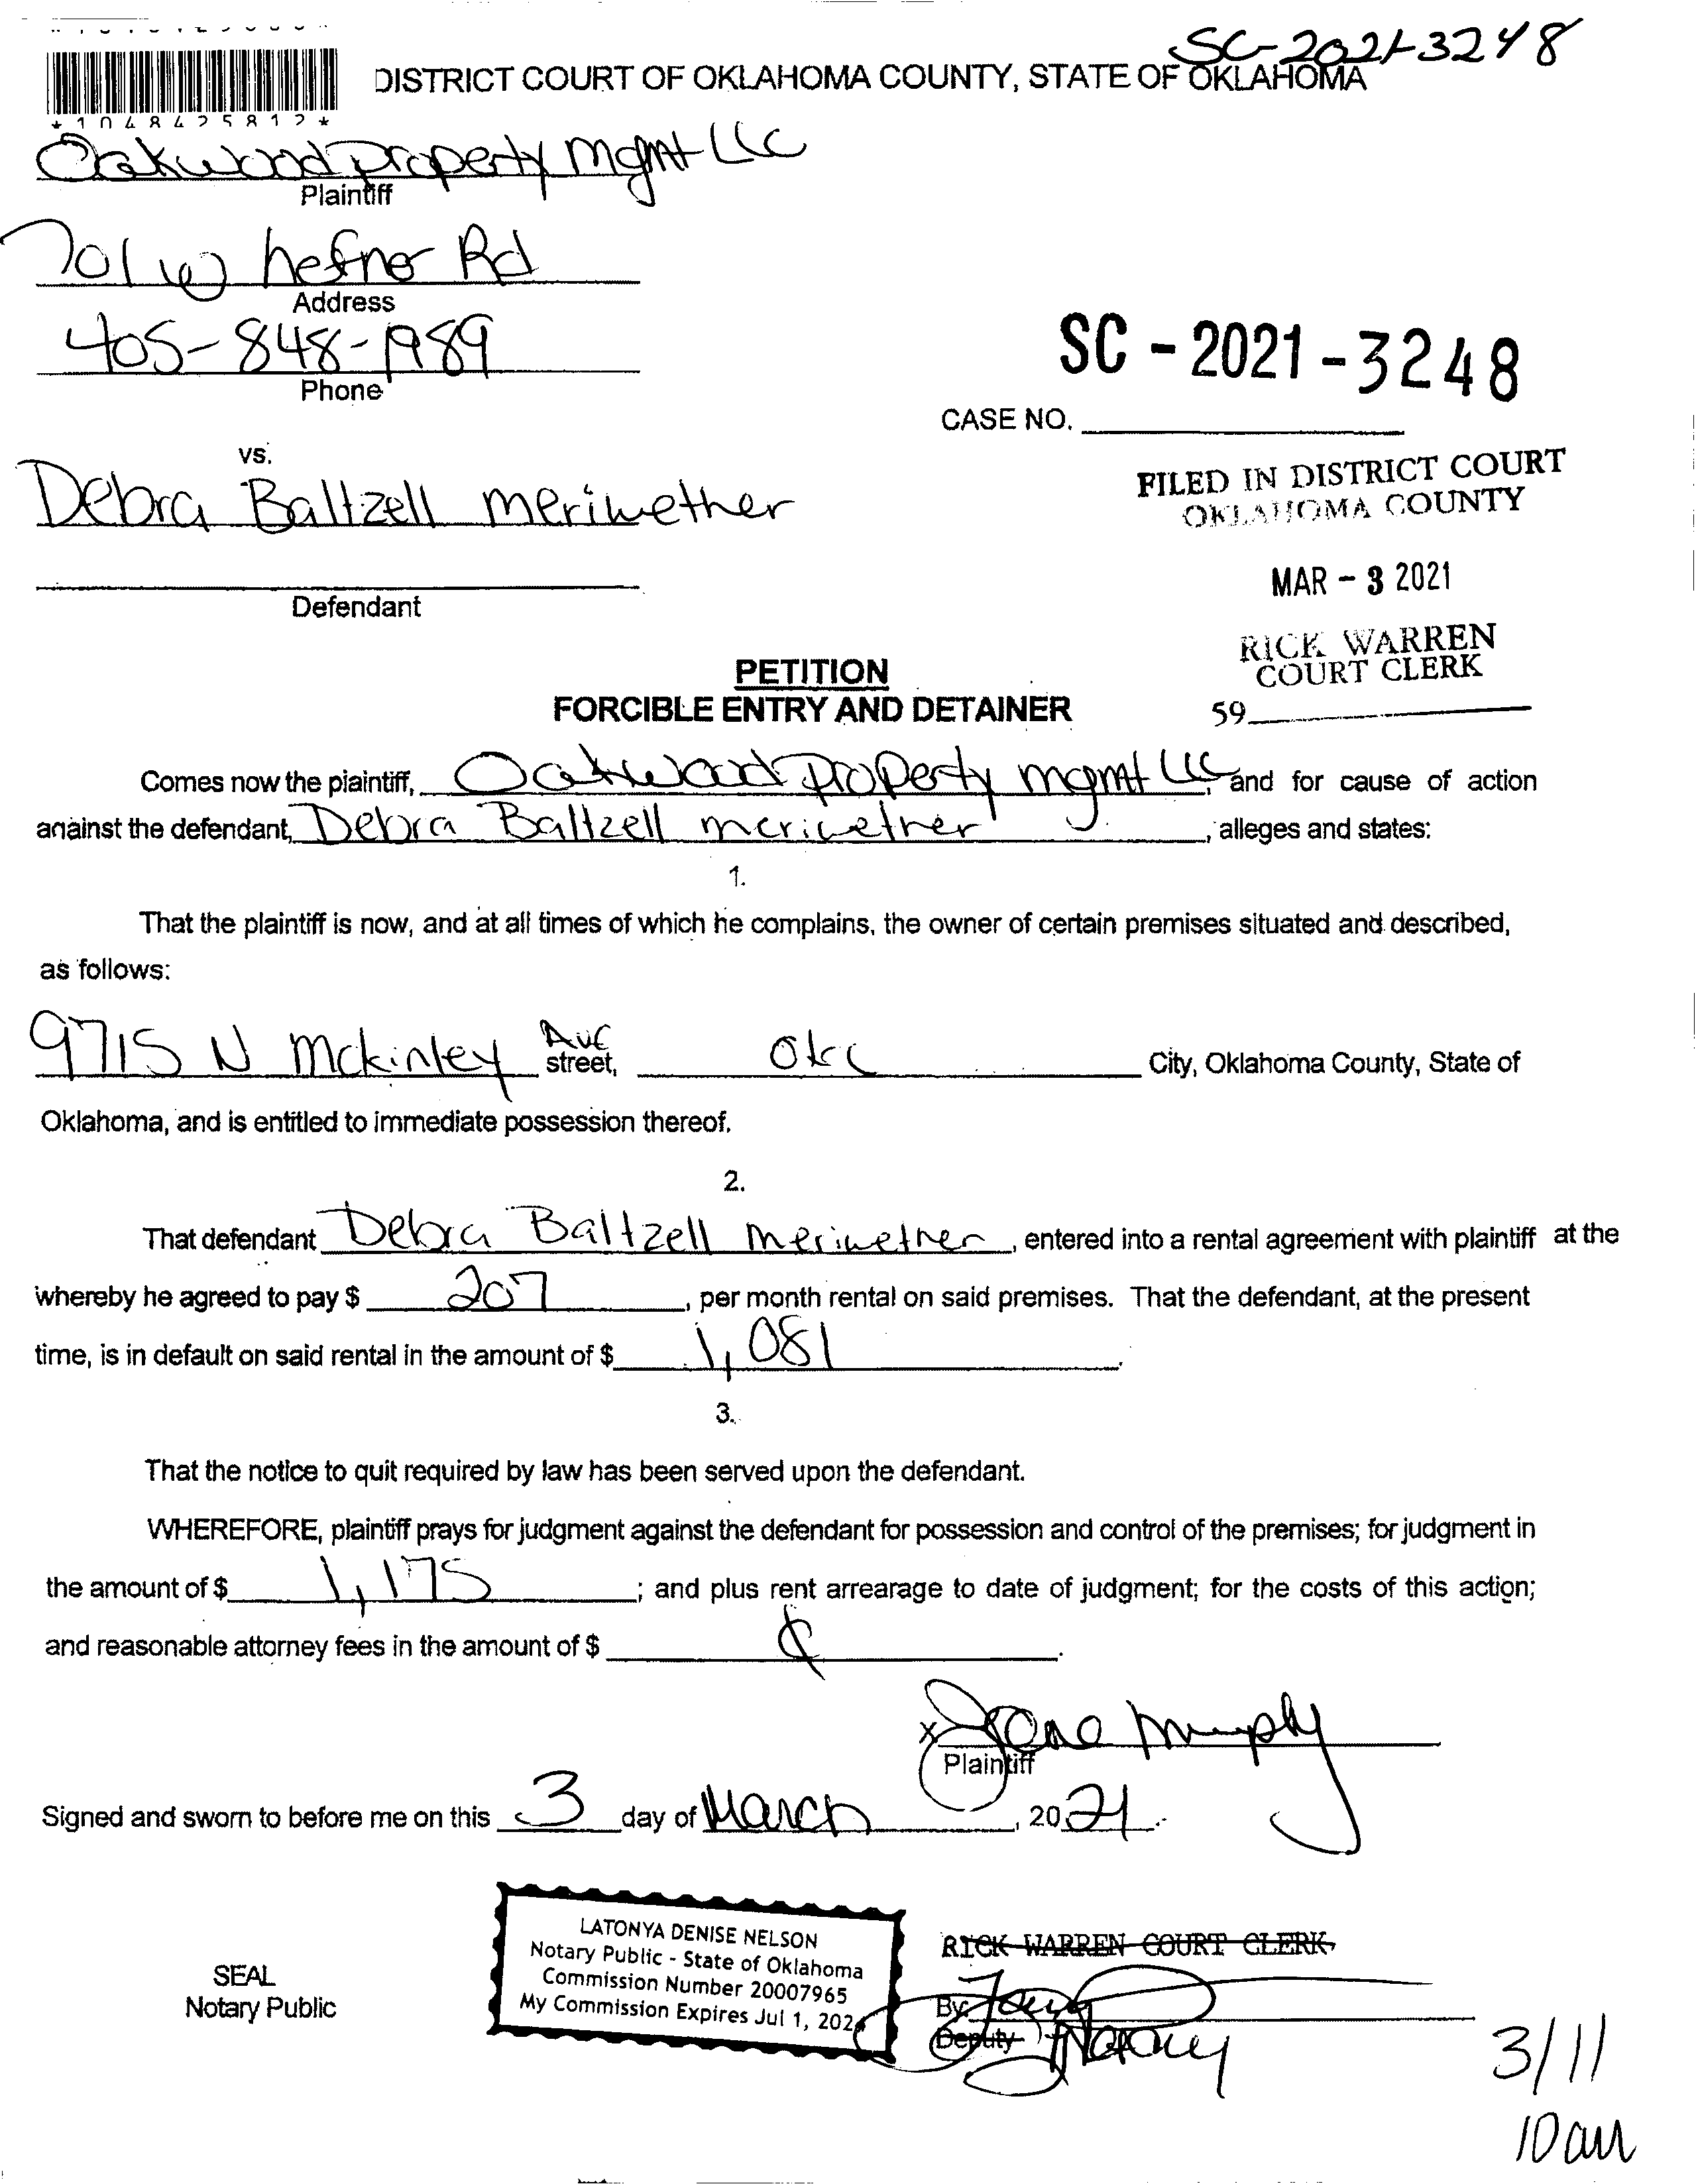 SC-2021-3248
DISTRICT COURT OF OKLAHOMA COUNTY, STATE OF OKLAHOMA
*1048425812*
Oakwood property mgmt LLC
Plaintiff
701 W hefner Rd
Address
405-848-1989
Phone
SC - 2021 - 3248
CASE NO.
vs.
Debra Baltzell meriwether
Defendant
FILED IN DISTRICT COURT
OKLAHOMA COUNTY
MAR - 3 2021
RICK WARREN
COURT CLERK
59
PETITION
FORCIBLE ENTRY AND DETAINER
Comes now the plaintiff, Oakwood property mgmt LLC, and for cause of action
against the defendant, Debra Baltzell meriwether, alleges and states:
1.
That the plaintiff is now, and at all times of which he complains, the owner of certain premises situated and described,
as follows:
9715 N Mckinley Ave street, Okc City, Oklahoma County, State of
Oklahoma, and is entitled to immediate possession thereof.
2.
That defendant Debra Baltzell meriwether, entered into a rental agreement with plaintiff at the
whereby he agreed to pay $ 207, per month rental on said premises. That the defendant, at the present
time, is in default on said rental in the amount of $ 1,081.
3.
That the notice to quit required by law has been served upon the defendant.
WHEREFORE, plaintiff prays for judgment against the defendant for possession and control of the premises; for judgment in
the amount of $ 1,175; and plus rent arrearage to date of judgment; for the costs of this action;
and reasonable attorney fees in the amount of $
x
Murphy
Plaintiff
Signed and sworn to before me on this 3 day of March, 2021.
LATONYA DENISE NELSON
Notary Public - State of Oklahoma
Commission Number 20007965
My Commission Expires Jul 1, 202
SEAL
Notary Public
RICK WARREN COURT CLERK
By:
Deputy Notary
3/11
10 am